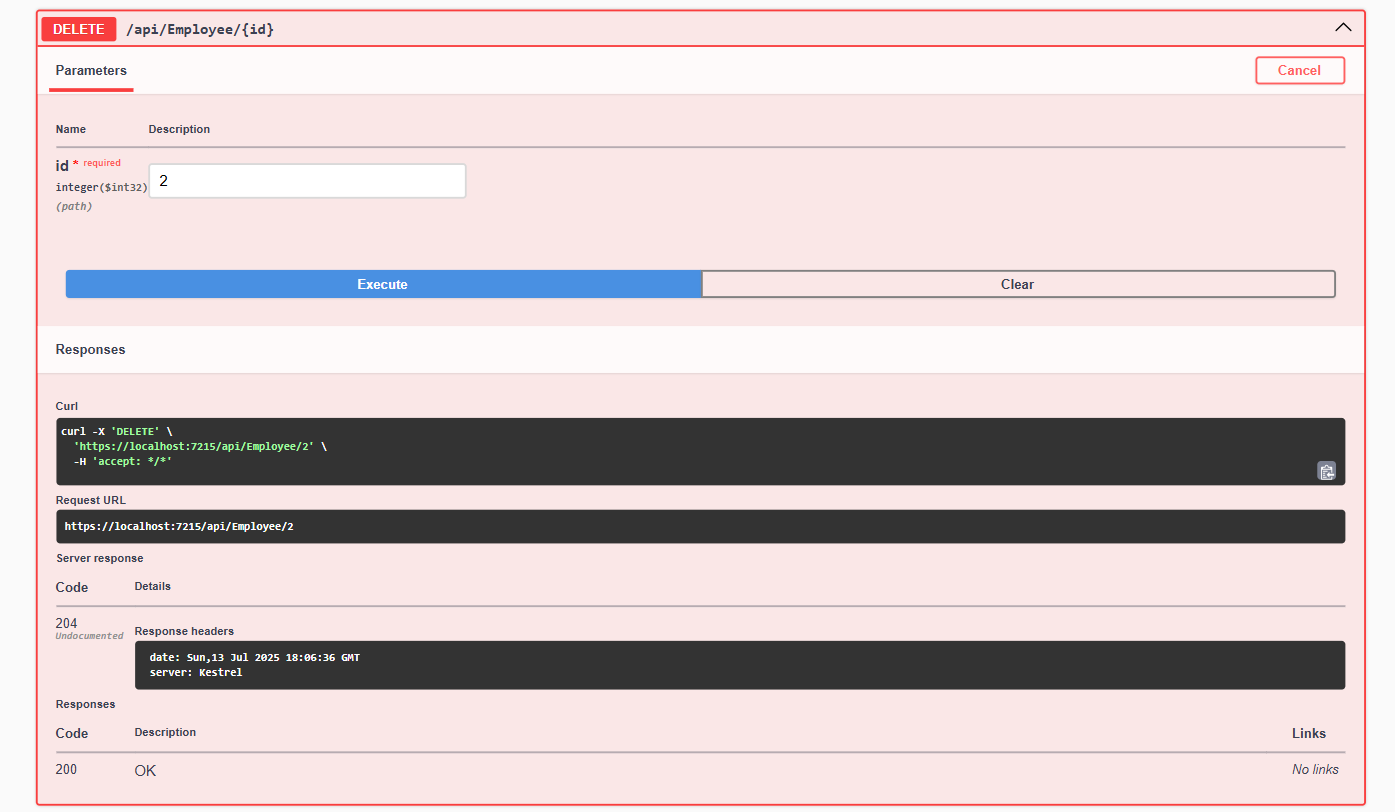 DELETE /api/Employee/{id}
Parameters
Cancel
Name Description
id * required
integer($int32)
(path)
2
Execute Clear
Responses
Curl
curl -X 'DELETE' \
'https://localhost:7215/api/Employee/2' \
-H 'accept: */*'
Request URL
https://localhost:7215/api/Employee/2
Server response
Code Details
204
Undocumented
Response headers
date: Sun,13 Jul 2025 18:06:36 GMT
server: Kestrel
Responses
Code Description Links
200 OK No links